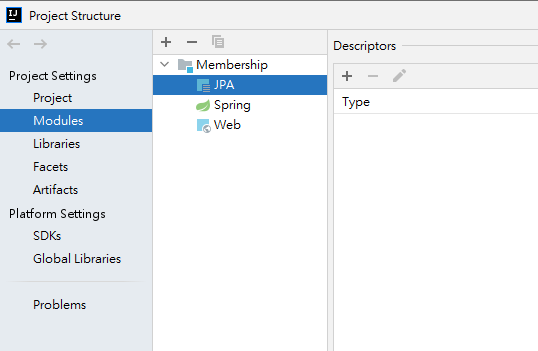 IJ
Project Structure
Project Settings
Project
Modules
Libraries
Facets
Artifacts
Platform Settings
SDKs
Global Libraries
Problems
Membership
JPA
Spring
Web
Descriptors
Type